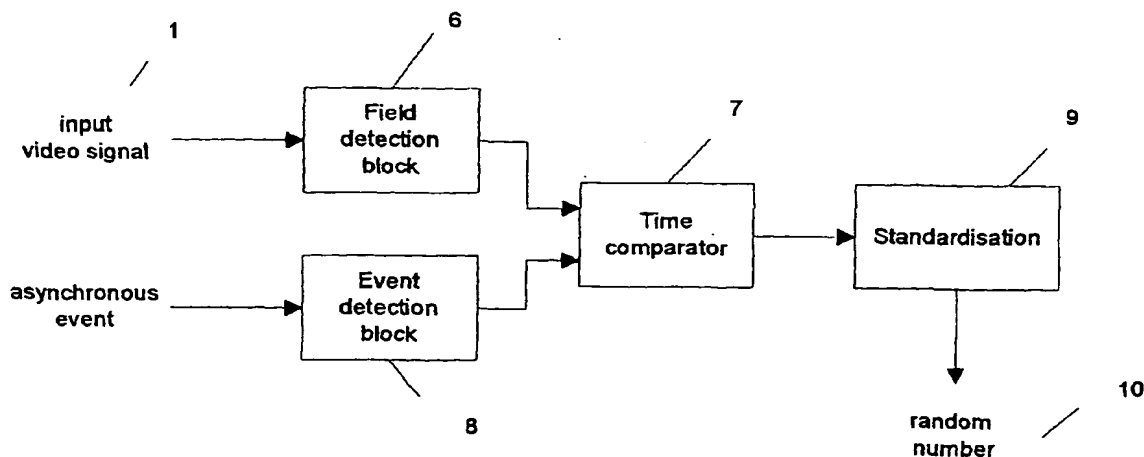 1
6
7
9
input
video signal
Field
detection
block
Time
comparator
Standardisation
asynchronous
event
Event
detection
block
8
10
random
number